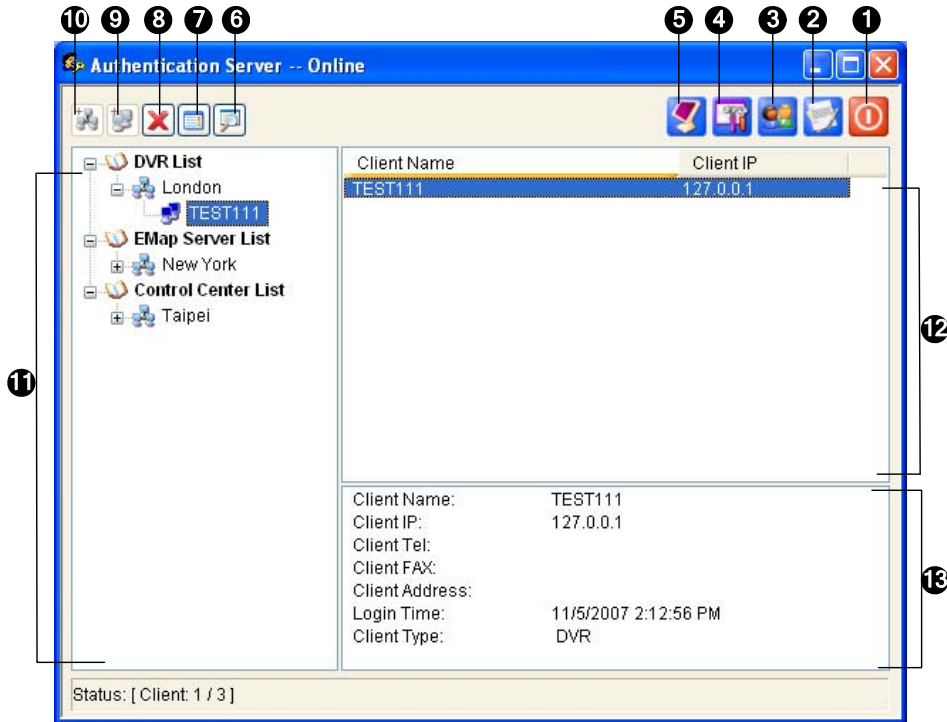 10 9 8 7 6 5 4 3 2 1
Authentication Server -- Online
DVR List
London
TEST111
EMap Server List
New York
Control Center List
Taipei
11
Client Name Client IP
TEST111 127.0.0.1
12
Client Name: TEST111
Client IP: 127.0.0.1
Client Tel:
Client FAX:
Client Address:
Login Time: 11/5/2007 2:12:56 PM
Client Type: DVR
13
Status: [ Client: 1 / 3 ]